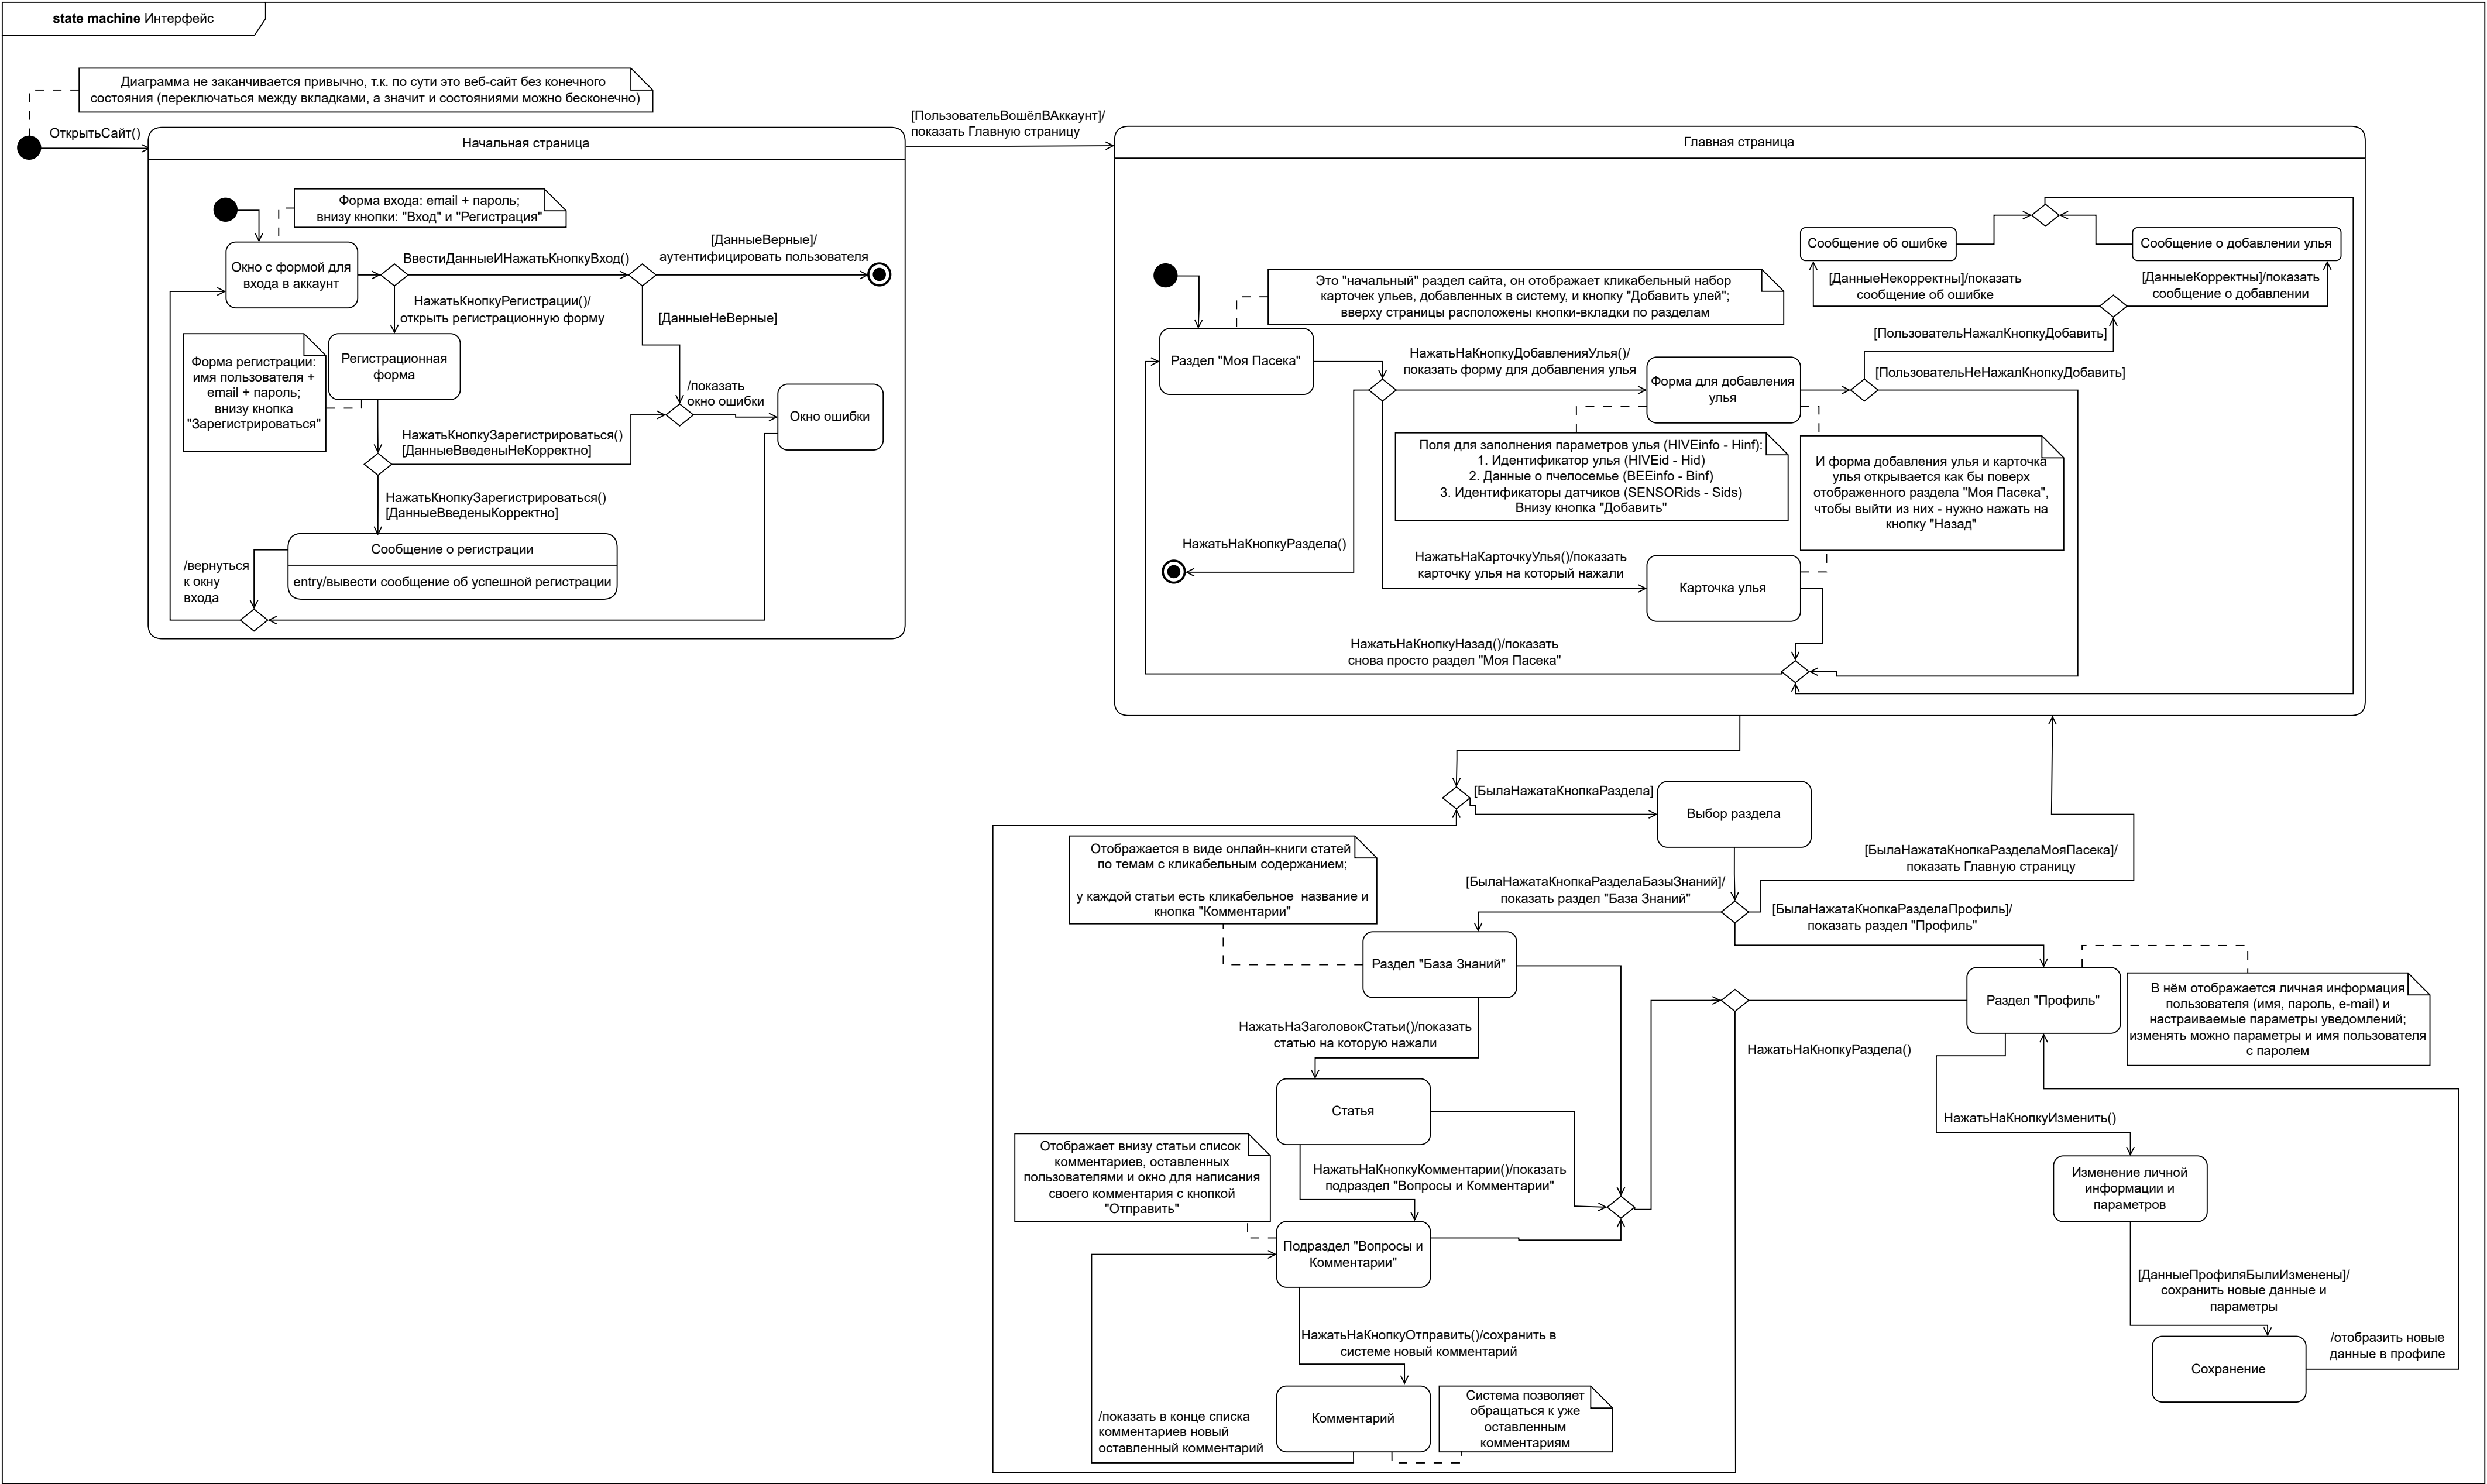 state machine Интерфейс
Диаграмма не заканчивается привычно, т.к. по сути это веб-сайт без конечного
состояния (переключаться между вкладками, а значит и состояниями можно бесконечно)
ОткрытьСайт()
Начальная страница
Форма входа: email + пароль;
внизу кнопки: "Вход" и "Регистрация"
Окно с формой для
входа в аккаунт
ВвестиДанныеИНажатьКнопкуВход()
[ДанныеВерные]/
аутентифицировать пользователя
НажатьКнопкуРегистрации()/
открыть регистрационную форму
[ДанныеНеВерные]
Форма регистрации:
имя пользователя +
email + пароль;
внизу кнопка
"Зарегистрироваться"
Регистрационная
форма
/показать
окно ошибки
Окно ошибки
НажатьКнопкуЗарегистрироваться()
[ДанныеВведеныНеКорректно]
НажатьКнопкуЗарегистрироваться()
[ДанныеВведеныКорректно]
Сообщение о регистрации
entry/вывести сообщение об успешной регистрации
/вернуться
к окну
входа
[ПользовательВошёлВАккаунт]/
показать Главную страницу
Главная страница
Это "начальный" раздел сайта, он отображает кликабельный набор
карточек ульев, добавленных в систему, и кнопку "Добавить улей";
вверху страницы расположены кнопки-вкладки по разделам
Сообщение об ошибке
Сообщение о добавлении улья
[ДанныеНекорректны]/показать
сообщение об ошибке
[ДанныеКорректны]/показать
сообщение о добавлении
[ПользовательНажалКнопкуДобавить]
[ПользовательНеНажалКнопкуДобавить]
Раздел "Моя Пасека"
НажатьНаКнопкуДобавленияУлья()/
показать форму для добавления улья
Форма для добавления
улья
Поля для заполнения параметров улья (HIVEinfo - Hinf):
1. Идентификатор улья (HIVEid - Hid)
2. Данные о пчелосемье (BEEinfo - Binf)
3. Идентификаторы датчиков (SENSORids - Sids)
Внизу кнопка "Добавить"
И форма добавления улья и карточка
улья открывается как бы поверх
отображенного раздела "Моя Пасека",
чтобы выйти из них - нужно нажать на
кнопку "Назад"
НажатьНаКнопкуРаздела()
НажатьНаКарточкуУлья()/показать
карточку улья на который нажали
Карточка улья
НажатьНаКнопкуНазад()/показать
снова просто раздел "Моя Пасека"
[БылаНажатаКнопкаРаздела]
Выбор раздела
Отображается в виде онлайн-книги статей
по темам с кликабельным содержанием;
у каждой статьи есть кликабельное  название и
кнопка "Комментарии"
[БылаНажатаКнопкаРазделаБазыЗнаний]/
показать раздел "База Знаний"
[БылаНажатаКнопкаРазделаМояПасека]/
показать Главную страницу
[БылаНажатаКнопкаРазделаПрофиль]/
показать раздел "Профиль"
Раздел "База Знаний"
Раздел "Профиль"
В нём отображается личная информация
пользователя (имя, пароль, e-mail) и
настраиваемые параметры уведомлений;
изменять можно параметры и имя пользователя
с паролем
НажатьНаЗаголовокСтатьи()/показать
статью на которую нажали
НажатьНаКнопкуРаздела()
Статья
НажатьНаКнопкуИзменить()
Отображает внизу статьи список
комментариев, оставленных
пользователями и окно для написания
своего комментария с кнопкой
"Отправить"
НажатьНаКнопкуКомментарии()/показать
подраздел "Вопросы и Комментарии"
Изменение личной
информации и
параметров
Подраздел "Вопросы и
Комментарии"
[ДанныеПрофиляБылиИзменены]/
сохранить новые данные и
параметры
НажатьНаКнопкуОтправить()/сохранить в
системе новый комментарий
/отобразить новые
данные в профиле
Сохранение
/показать в конце списка
комментариев новый
оставленный комментарий
Комментарий
Система позволяет
обращаться к уже
оставленным
комментариям